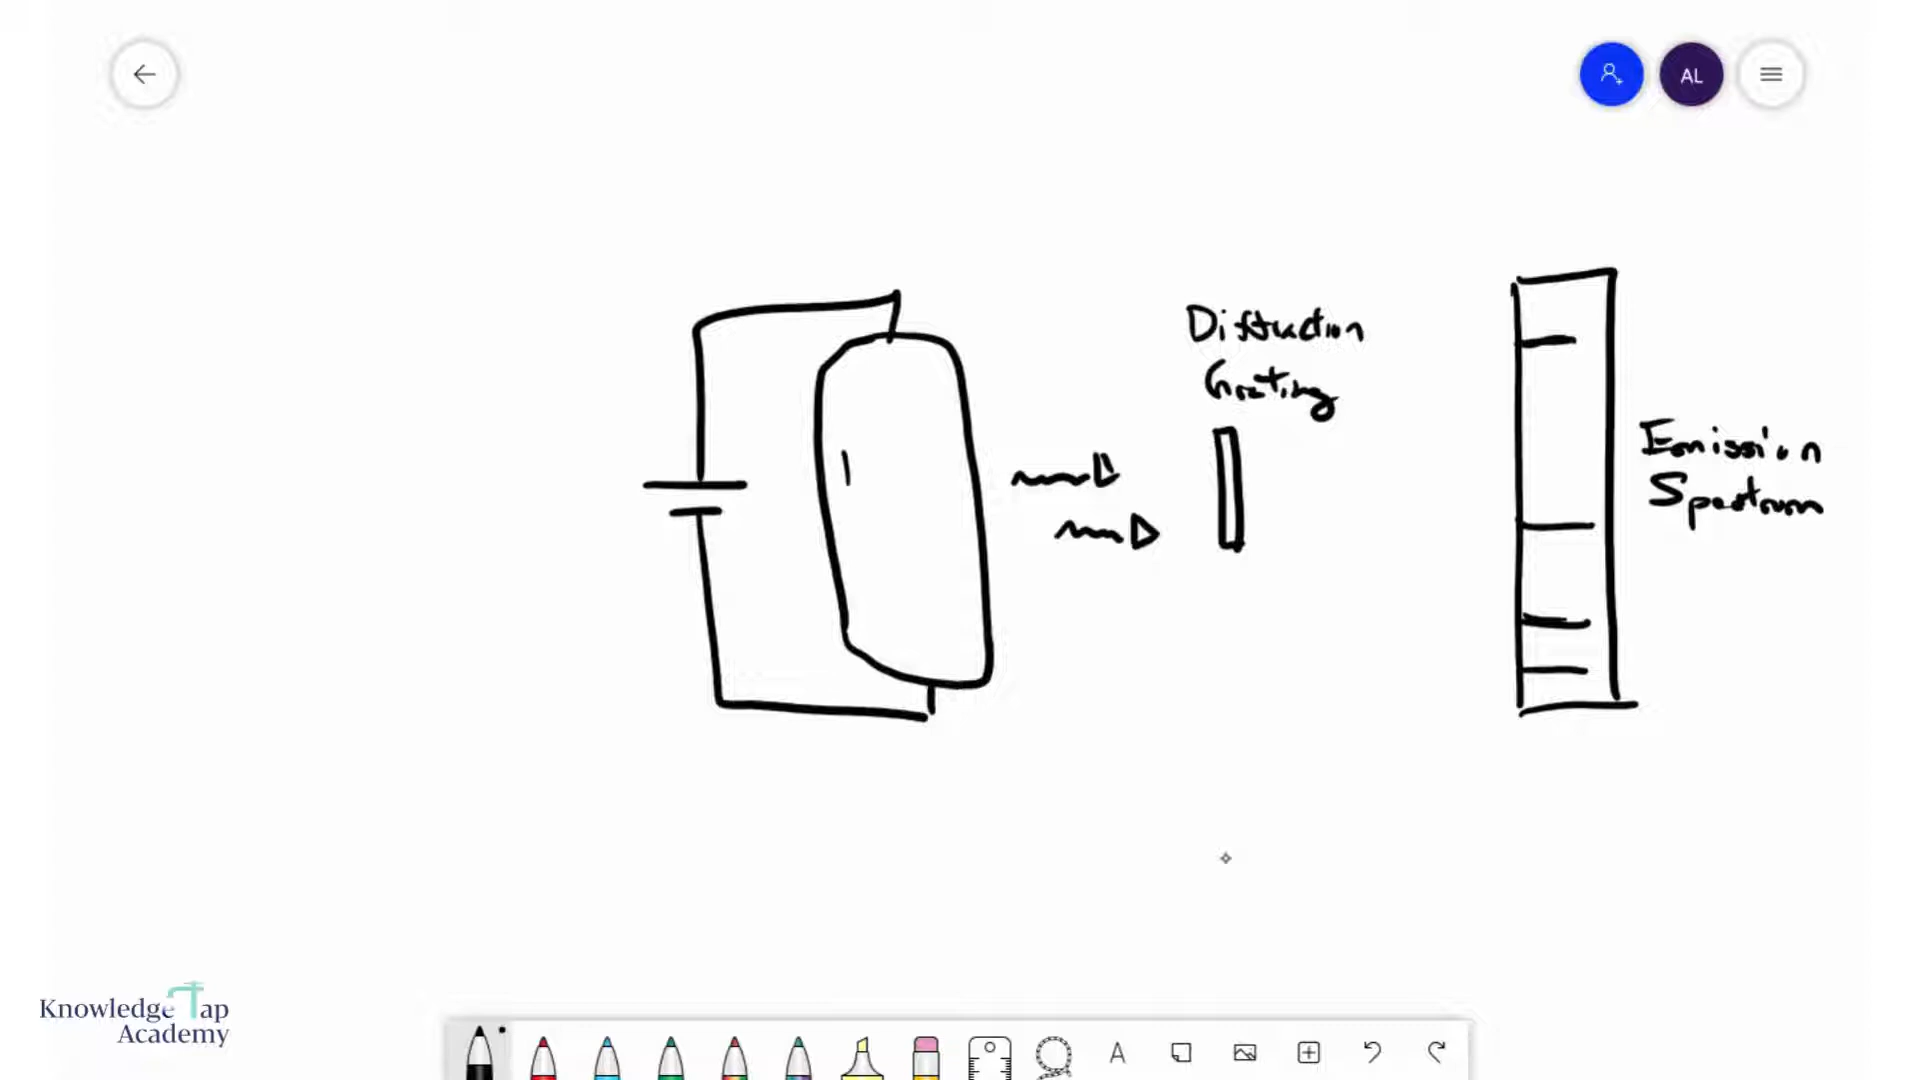 AL
Diffraction
Grating
Emission
Spectrum
Knowledge Tap
Academy
A